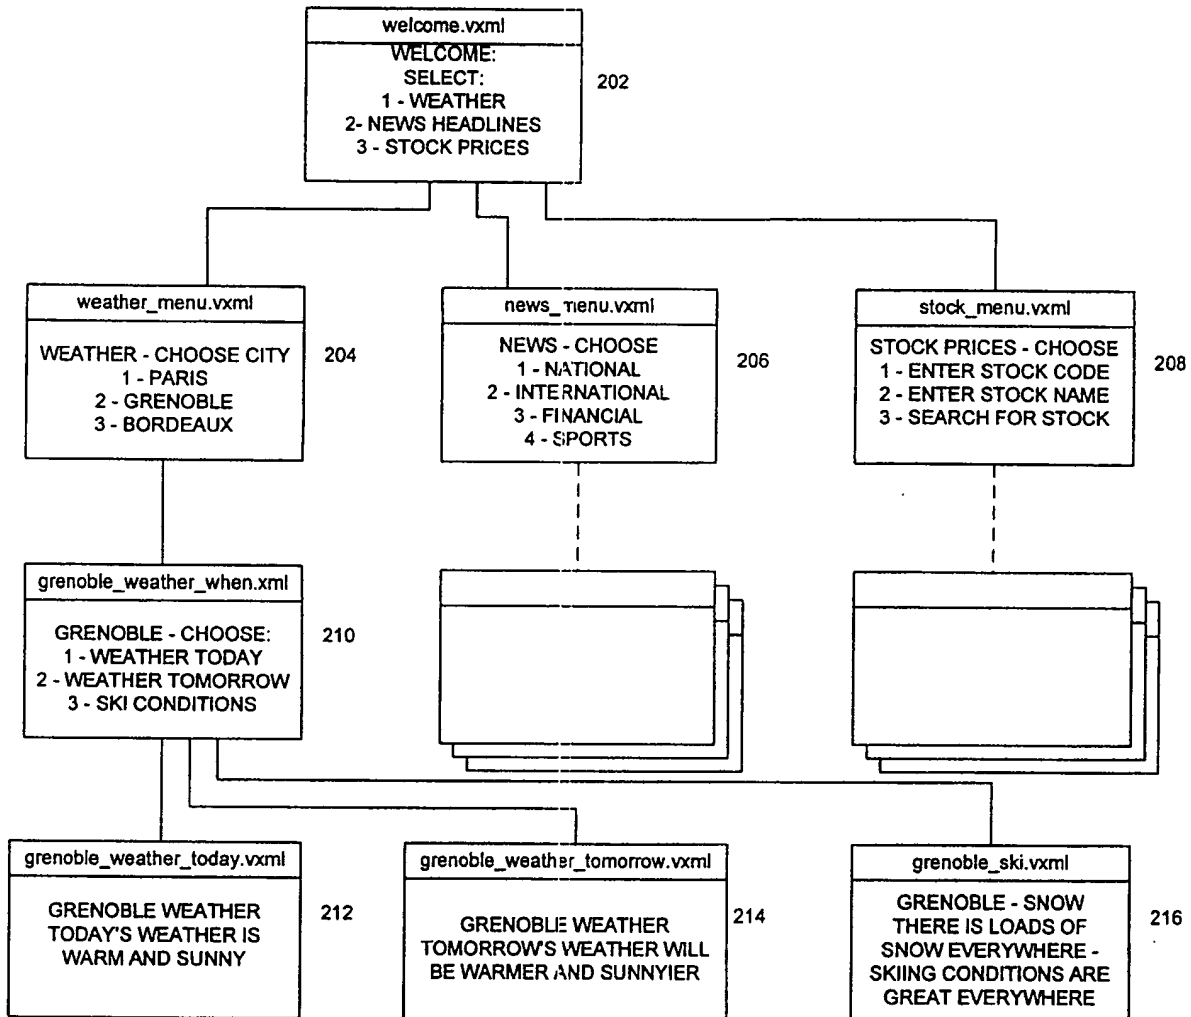 welcome.vxml
WELCOME:
SELECT:
1 - WEATHER
2- NEWS HEADLINES
3 - STOCK PRICES
202
weather_menu.vxml
WEATHER - CHOOSE CITY
1 - PARIS
2 - GRENOBLE
3 - BORDEAUX
204
news_menu.vxml
NEWS - CHOOSE
1 - NATIONAL
2 - INTERNATIONAL
3 - FINANCIAL
4 - SPORTS
206
stock_menu.vxml
STOCK PRICES - CHOOSE
1 - ENTER STOCK CODE
2 - ENTER STOCK NAME
3 - SEARCH FOR STOCK
208
grenoble_weather_when.xml
GRENOBLE - CHOOSE:
1 - WEATHER TODAY
2 - WEATHER TOMORROW
3 - SKI CONDITIONS
210
grenoble_weather_today.vxml
GRENOBLE WEATHER
TODAY'S WEATHER IS
WARM AND SUNNY
212
grenoble_weather_tomorrow.vxml
GRENOBLE WEATHER
TOMORROW'S WEATHER WILL
BE WARMER AND SUNNYIER
214
grenoble_ski.vxml
GRENOBLE - SNOW
THERE IS LOADS OF
SNOW EVERYWHERE -
SKIING CONDITIONS ARE
GREAT EVERYWHERE
216